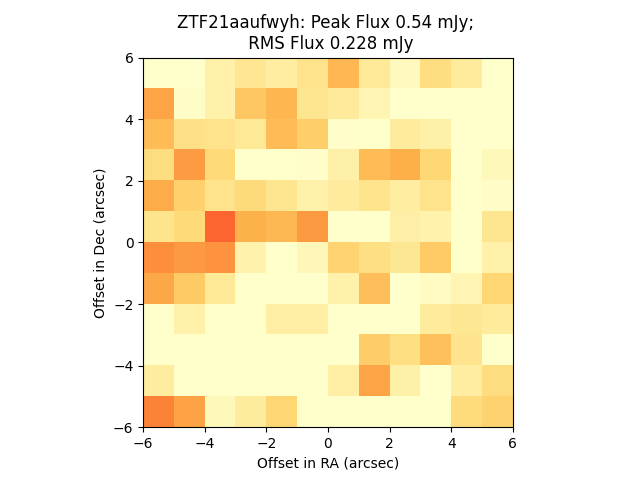 ZTF21aaufwyh: Peak Flux 0.54 mJy;
RMS Flux 0.228 mJy
6
4
2
0
−2
−4
−6
Offset in Dec (arcsec)
−6 −4 −2 0 2 4 6
Offset in RA (arcsec)